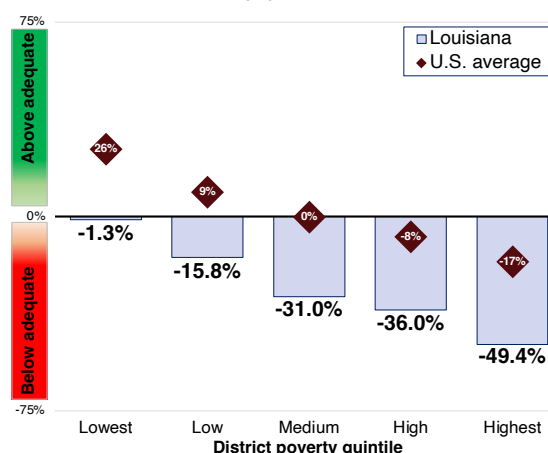 75%
Louisiana
U.S. average
Above adequate
26%
9%
0%
0%
-8%
-17%
-1.3%
-15.8%
-31.0%
-36.0%
-49.4%
Below adequate
-75%
Lowest Low Medium High Highest
District poverty quintile